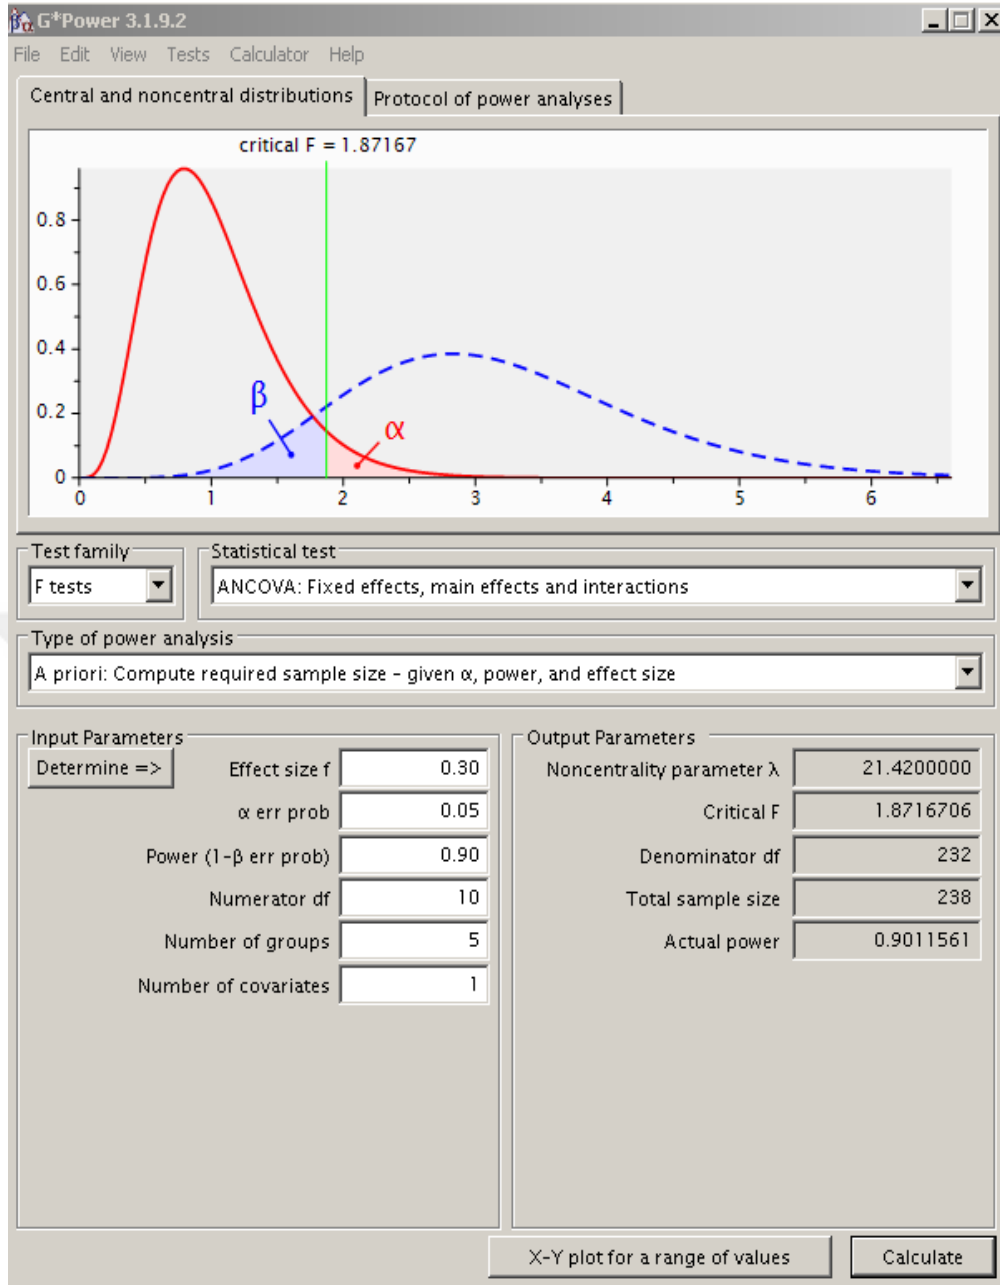 G*Power 3.1.9.2
File Edit View Tests Calculator Help
Central and noncentral distributions Protocol of power analyses
critical F = 1.87167
0.8
0.6
0.4
0.2
0
β
α
0 1 2 3 4 5 6
Test family
F tests
Statistical test
ANCOVA: Fixed effects, main effects and interactions
Type of power analysis
A priori: Compute required sample size – given α, power, and effect size
Input Parameters
Determine => Effect size f 0.30
α err prob 0.05
Power (1-β err prob) 0.90
Numerator df 10
Number of groups 5
Number of covariates 1
Output Parameters
Noncentrality parameter λ 21.4200000
Critical F 1.8716706
Denominator df 232
Total sample size 238
Actual power 0.9011561
X-Y plot for a range of values Calculate